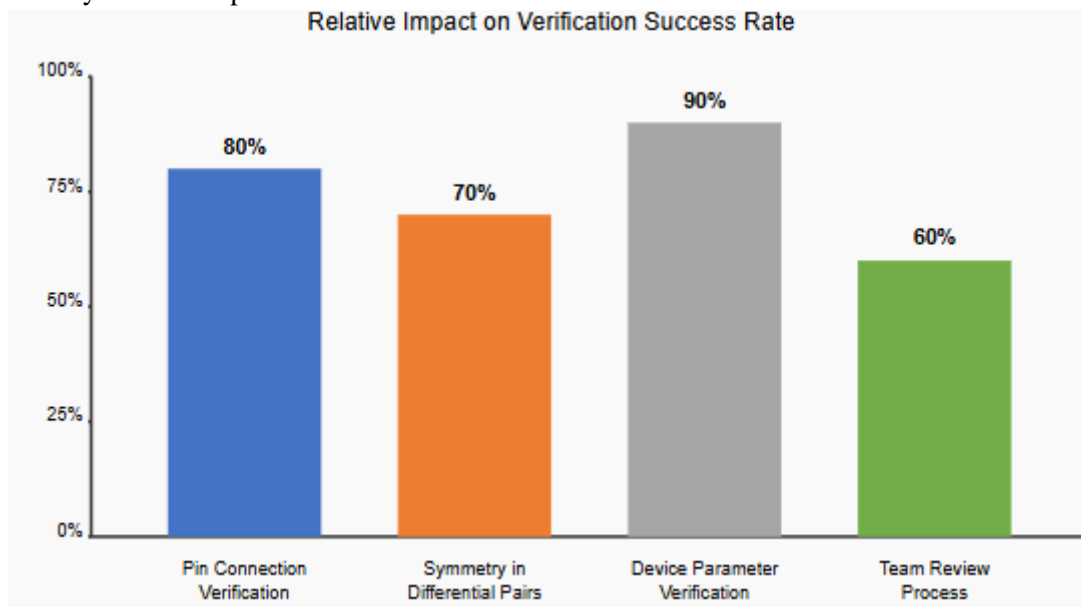 Relative Impact on Verification Success Rate
100%
90%
80%
75%
70%
60%
50%
25%
0%
Pin Connection
Verification
Symmetry in
Differential Pairs
Device Parameter
Verification
Team Review
Process